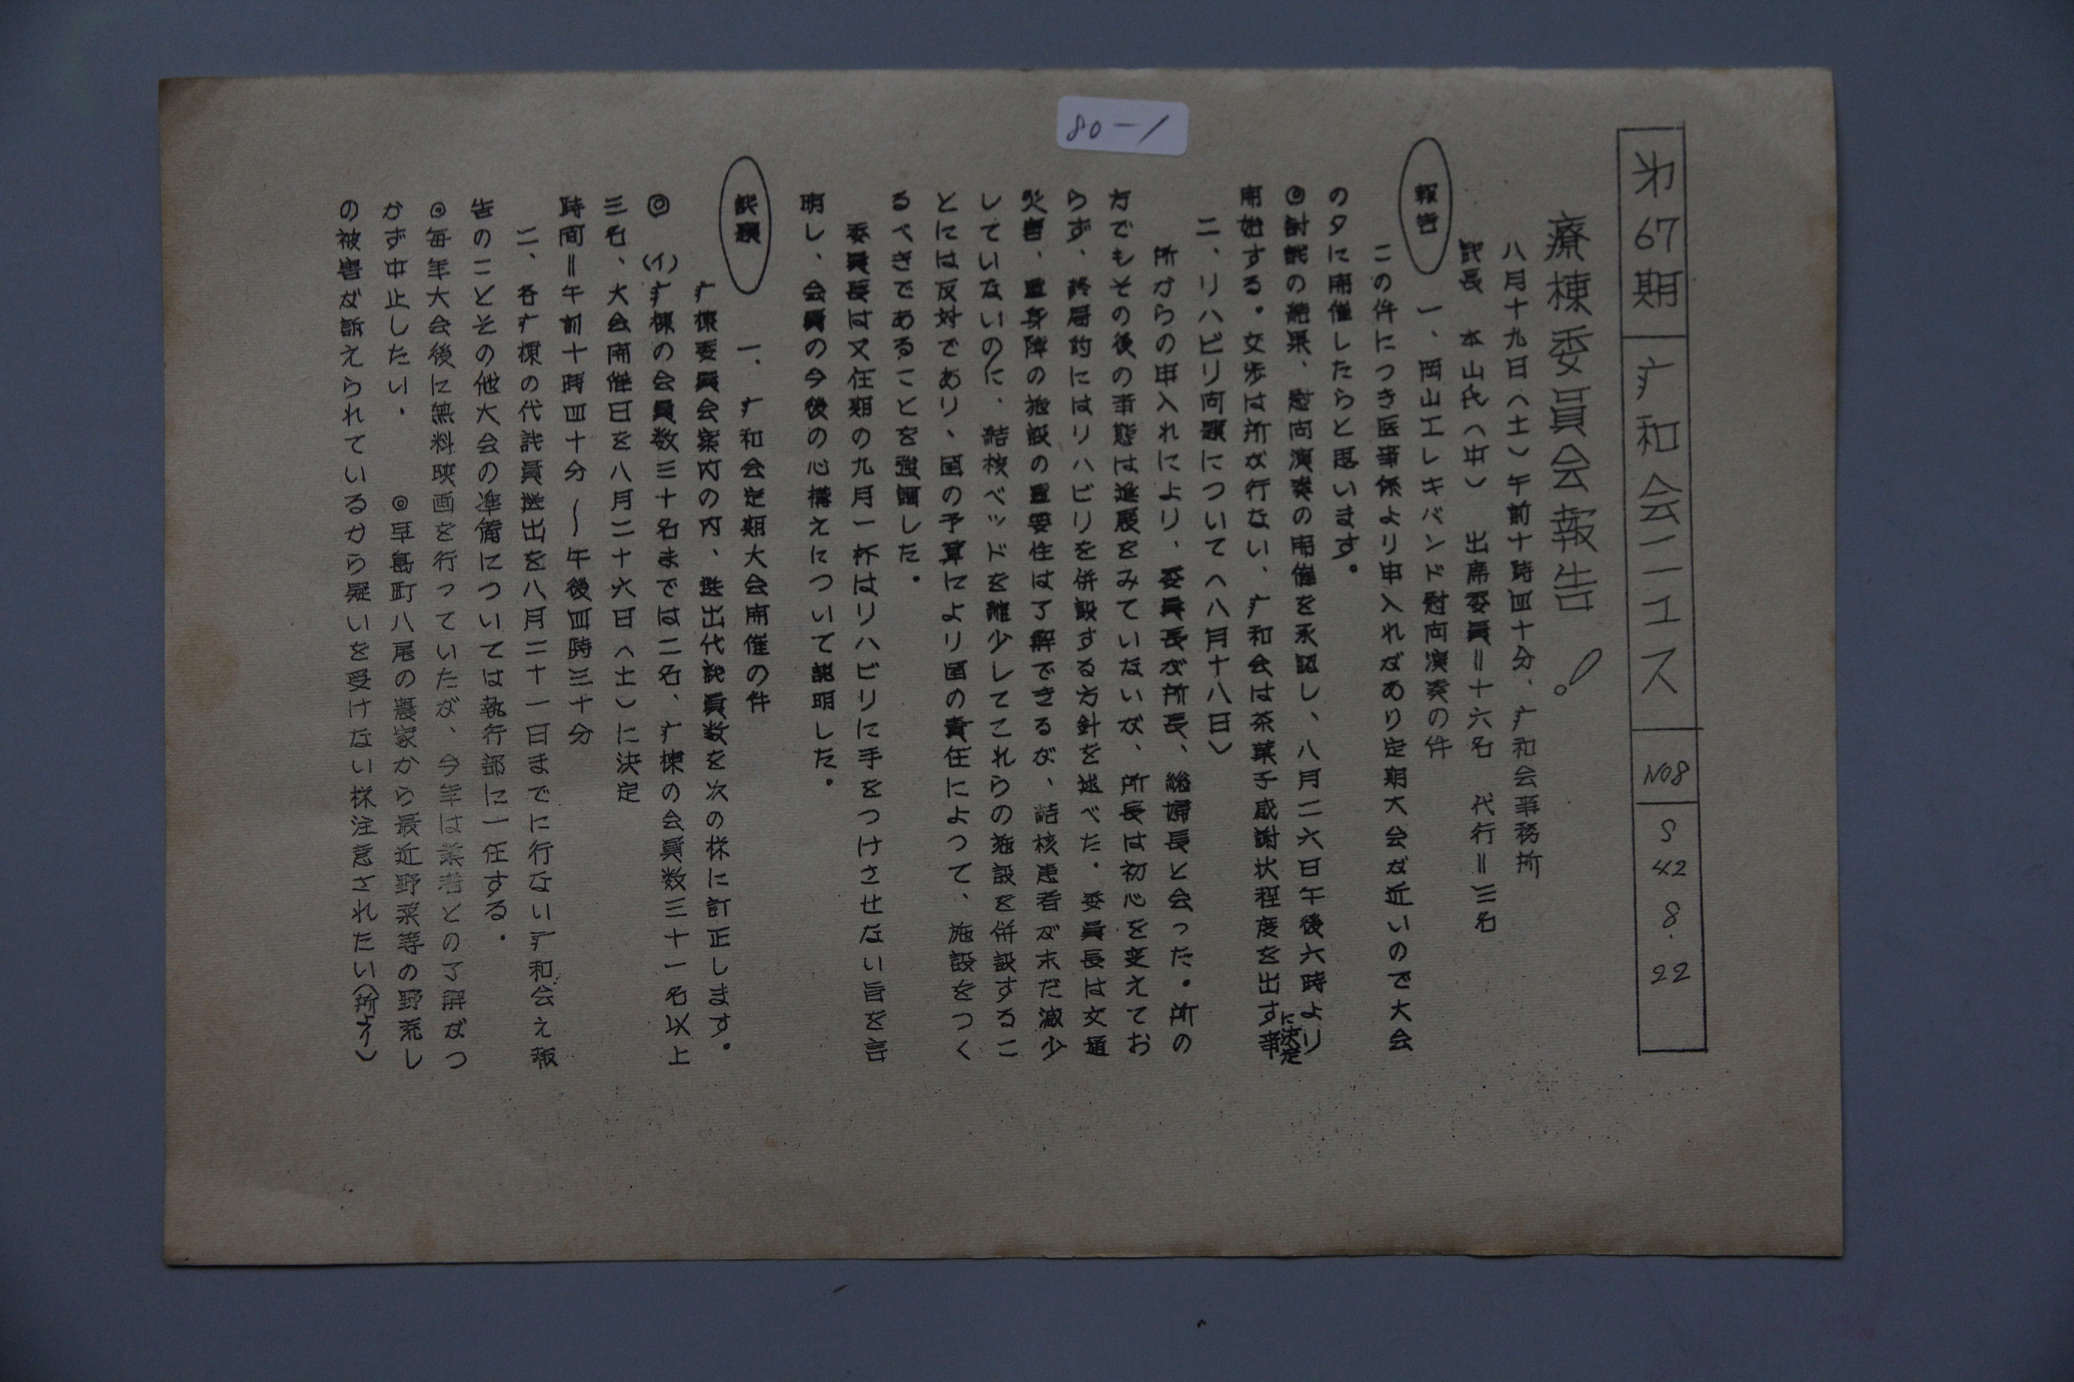 80-1
第67期 疒和会ニュース NO8 S42 8.22
療棟委員会報告！
八月十九日(土)午前十時四十分、疒和会事務所
議長 本山氏(中) 出席委員＝十六名 代行＝三名
報告 一、岡山エレキバンド慰向演奏の件
この件につき医事係より申入れがあり定期大会が近いので大会
の夕に開催したらと思います。
◎討議の結果、慰向演奏の開催を承認し、八月二六日午後六時より
開始する。交歩は所が行ない、疒和会は茶菓子感謝状程度を出す事に決定
二、リハビリ向題について(八月十八日)
所からの申入れにより、委員長が所長、総婦長と会った。所の
方でもその後の事態は進展をみていないが、所長は初心を変えてお
らず、終局的にはリハビリを併設する方針を述べた。委員長は交通
災害、重身障の施設の重要性は了解できるが、結核患者が末だ減少
していないのに、結核ベッドを減少してこれらの施設を併設するこ
とには反対であり、国の予算により国の責任によって、施設をつく
るべきであることを強調した。
委員長は又任期の九月一杯はリハビリに手をつけさせない旨を言
明し、会員の今後の心構えについて説明した。
議題 一、疒和会定期大会開催の件
疒棟委員会案内の内、選出代議員数を次の様に訂正します。
◎ (イ)疒棟の会員数三十名までは二名、疒棟の会員数三十一名以上
三名、大会開催日を八月二十六日(土)に決定
時間＝午前十時四十分～午後四時三十分
二、各疒棟の代議員選出を八月二十一日までに行ない疒和会え報
告のことその他大会の準備については執行部に一任する。
◎毎年大会後に無料映画を行っていたが、今年は業者との了解がつ
かず中止したい。 ◎早島町八尾の農家から最近野菜等の野荒し
の被害が訴えられているから疑いを受けない様注意されたい(所より)